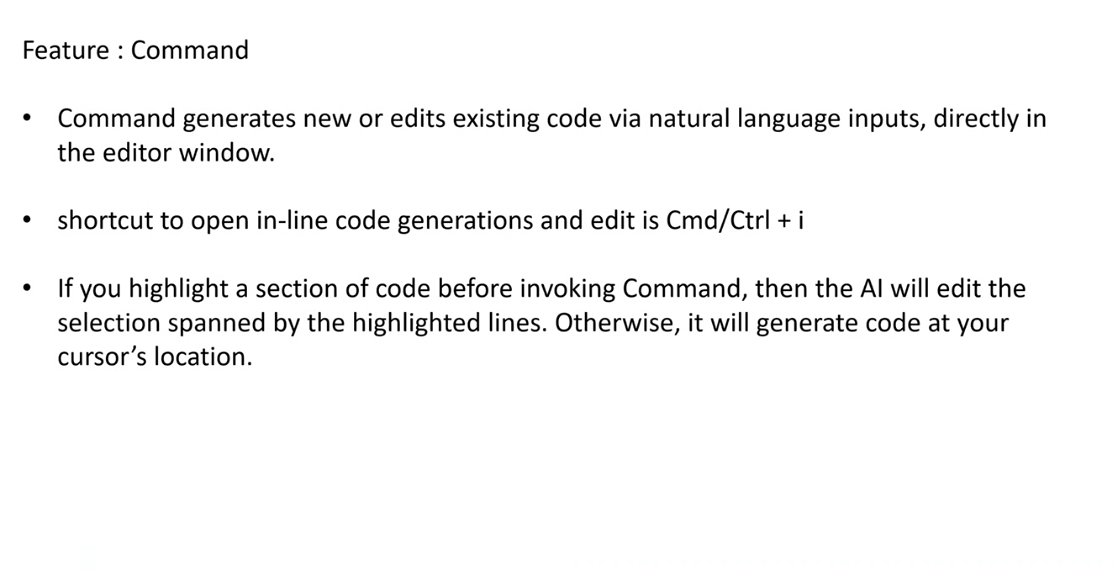 Feature : Command
• Command generates new or edits existing code via natural language inputs, directly in
the editor window.
• shortcut to open in-line code generations and edit is Cmd/Ctrl + i
• If you highlight a section of code before invoking Command, then the AI will edit the
selection spanned by the highlighted lines. Otherwise, it will generate code at your
cursor’s location.